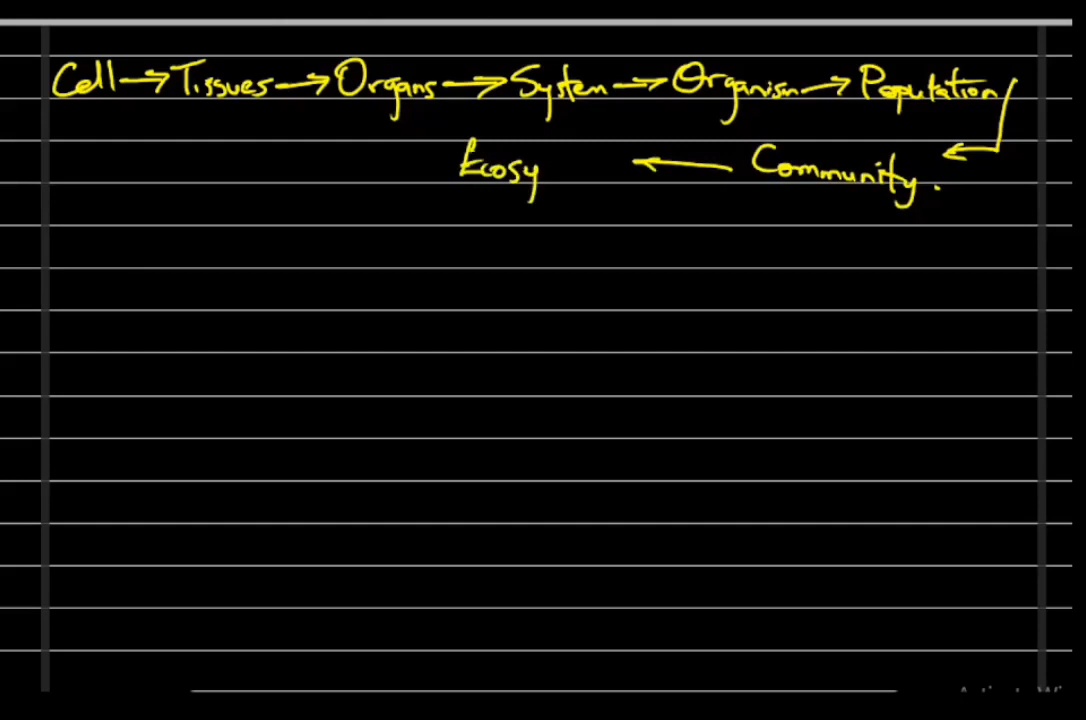 Cell → Tissues → Organs → System → Organism → Population
Ecosy ← Community.